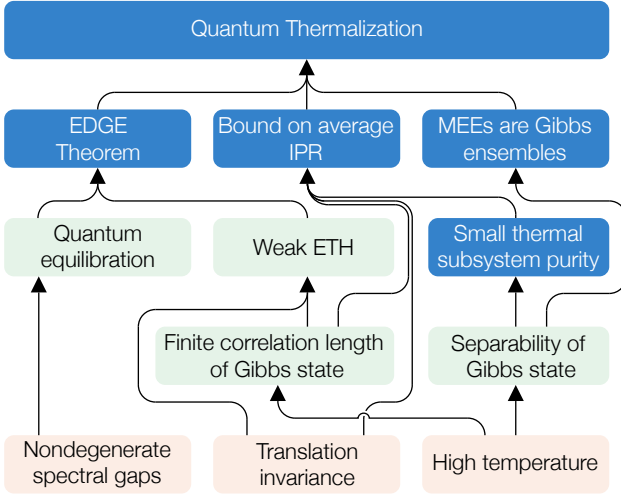 Quantum Thermalization
EDGE
Theorem
Bound on average
IPR
MEEs are Gibbs
ensembles
Quantum
equilibration
Weak ETH
Small thermal
subsystem purity
Finite correlation length
of Gibbs state
Separability of
Gibbs state
Nondegenerate
spectral gaps
Translation
invariance
High temperature